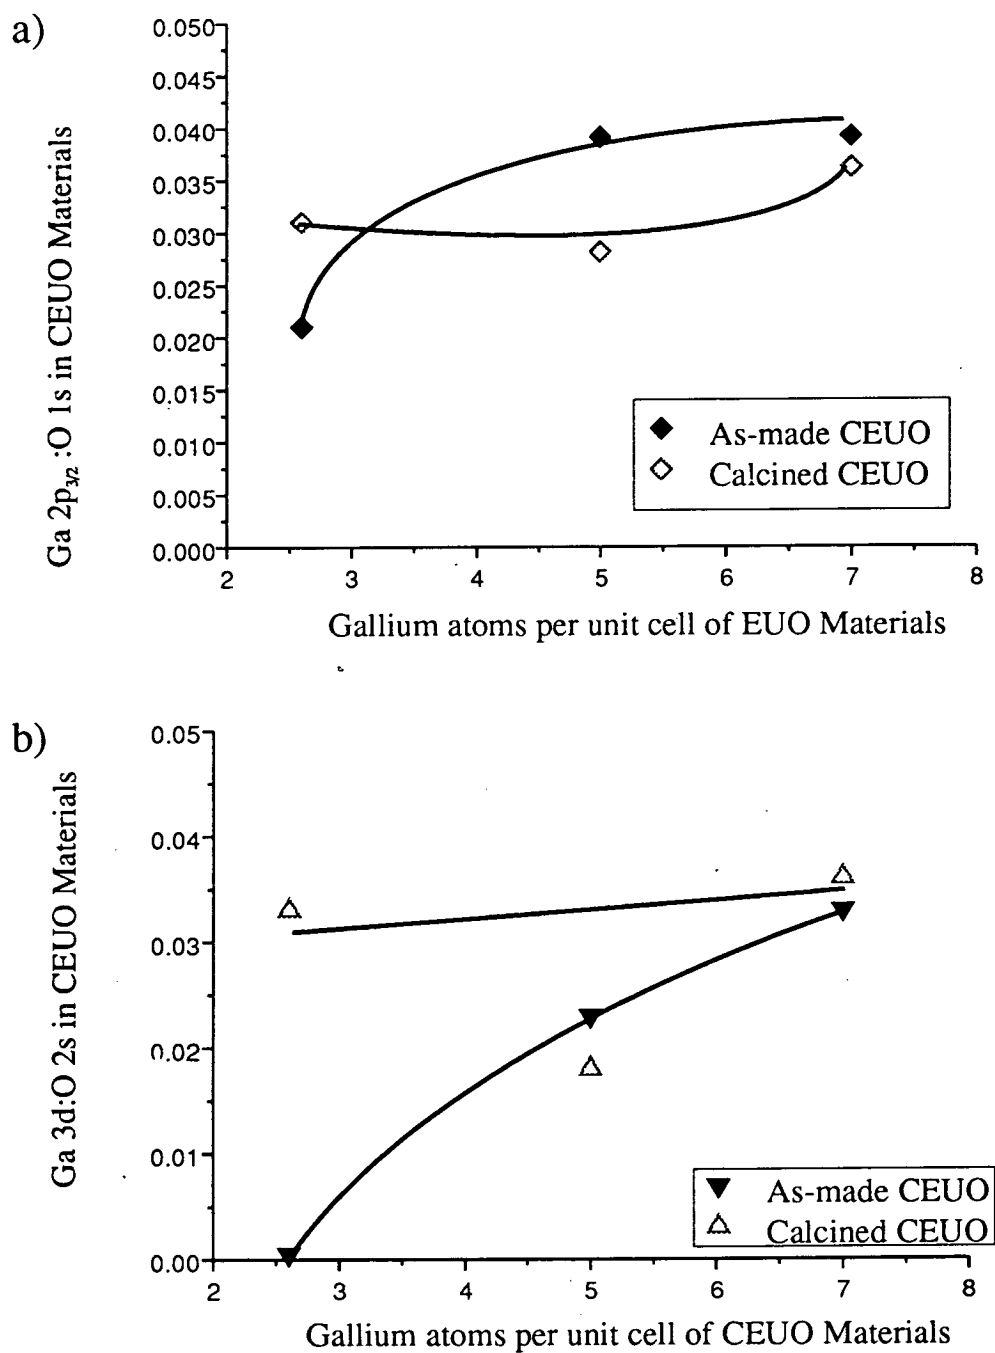 a)
Ga 2p3/2 :O 1s in CEUO Materials
0.050
0.045
0.040
0.035
0.030
0.025
0.020
0.015
0.010
0.005
0.000
As-made CEUO
Calcined CEUO
2 3 4 5 6 7 8
Gallium atoms per unit cell of EUO Materials
b)
Ga 3d:O 2s in CEUO Materials
0.05
0.04
0.03
0.02
0.01
0.00
As-made CEUO
Calcined CEUO
2 3 4 5 6 7 8
Gallium atoms per unit cell of CEUO Materials